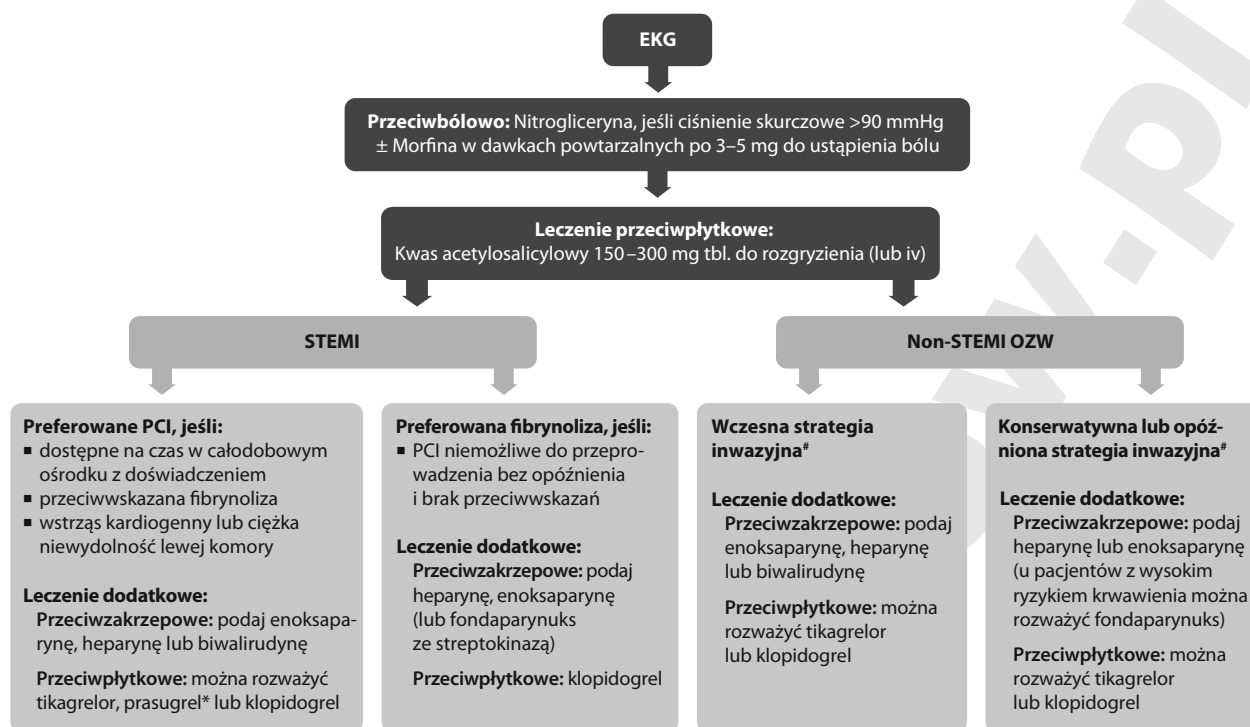 EKG
Przeciwbólowo: Nitrogliceryna, jeśli ciśnienie skurczowe >90 mmHg
± Morfina w dawkach powtarzalnych po 3–5 mg do ustąpienia bólu
Leczenie przeciwpłytkowe:
Kwas acetylosalicylowy 150–300 mg tbl. do rozgryzienia (lub iv)
STEMI
Non-STEMI OZW
Preferowane PCI, jeśli:
▪ dostępne na czas w całodobowym
ośrodku z doświadczeniem
▪ przeciwwskazana fibrynoliza
▪ wstrząs kardiogenny lub ciężka
niewydolność lewej komory
Leczenie dodatkowe:
Przeciwzakrzepowe: podaj enoksapa-
rynę, heparynę lub biwalirudynę
Przeciwpłytkowe: można rozważyć
tikagrelor, prasugrel* lub klopidogrel
Preferowana fibrynoliza, jeśli:
▪ PCI niemożliwe do przepro-
wadzenia bez opóźnienia
i brak przeciwwskazań
Leczenie dodatkowe:
Przeciwzakrzepowe: podaj
heparynę, enoksaparynę
(lub fondaparynuks
ze streptokinazą)
Przeciwpłytkowe: klopidogrel
Wczesna strategia
inwazyjna#
Leczenie dodatkowe:
Przeciwzakrzepowe: podaj
enoksaparynę, heparynę
lub biwalirudynę
Przeciwpłytkowe: można
rozważyć tikagrelor
lub klopidogrel
Konserwatywna lub opóź-
niona strategia inwazyjna#
Leczenie dodatkowe:
Przeciwzakrzepowe: podaj
heparynę lub enoksaparynę
(u pacjentów z wysokim
ryzykiem krwawienia można
rozważyć fondaparynuks)
Przeciwpłytkowe: można
rozważyć tikagrelor
lub klopidogrel
w.pl